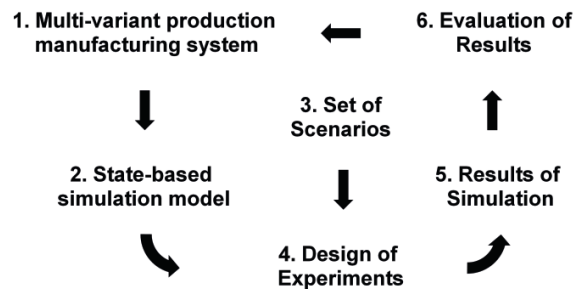 1. Multi-variant production
manufacturing system
6. Evaluation of
Results
3. Set of
Scenarios
2. State-based
simulation model
5. Results of
Simulation
4. Design of
Experiments